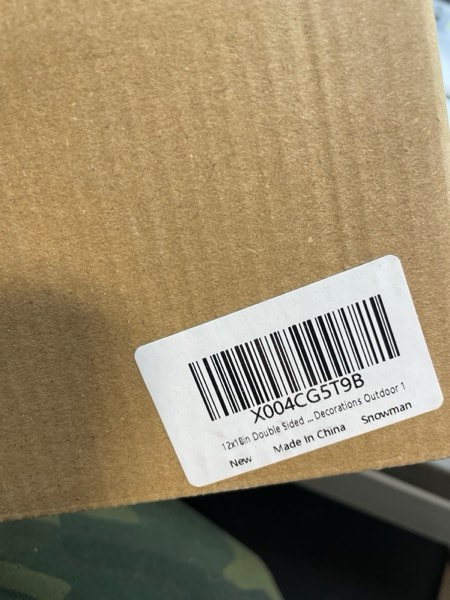 X004CG5T9B
12x18in Double Sided ... Decorations Outdoor 1
New Made In China Snowman